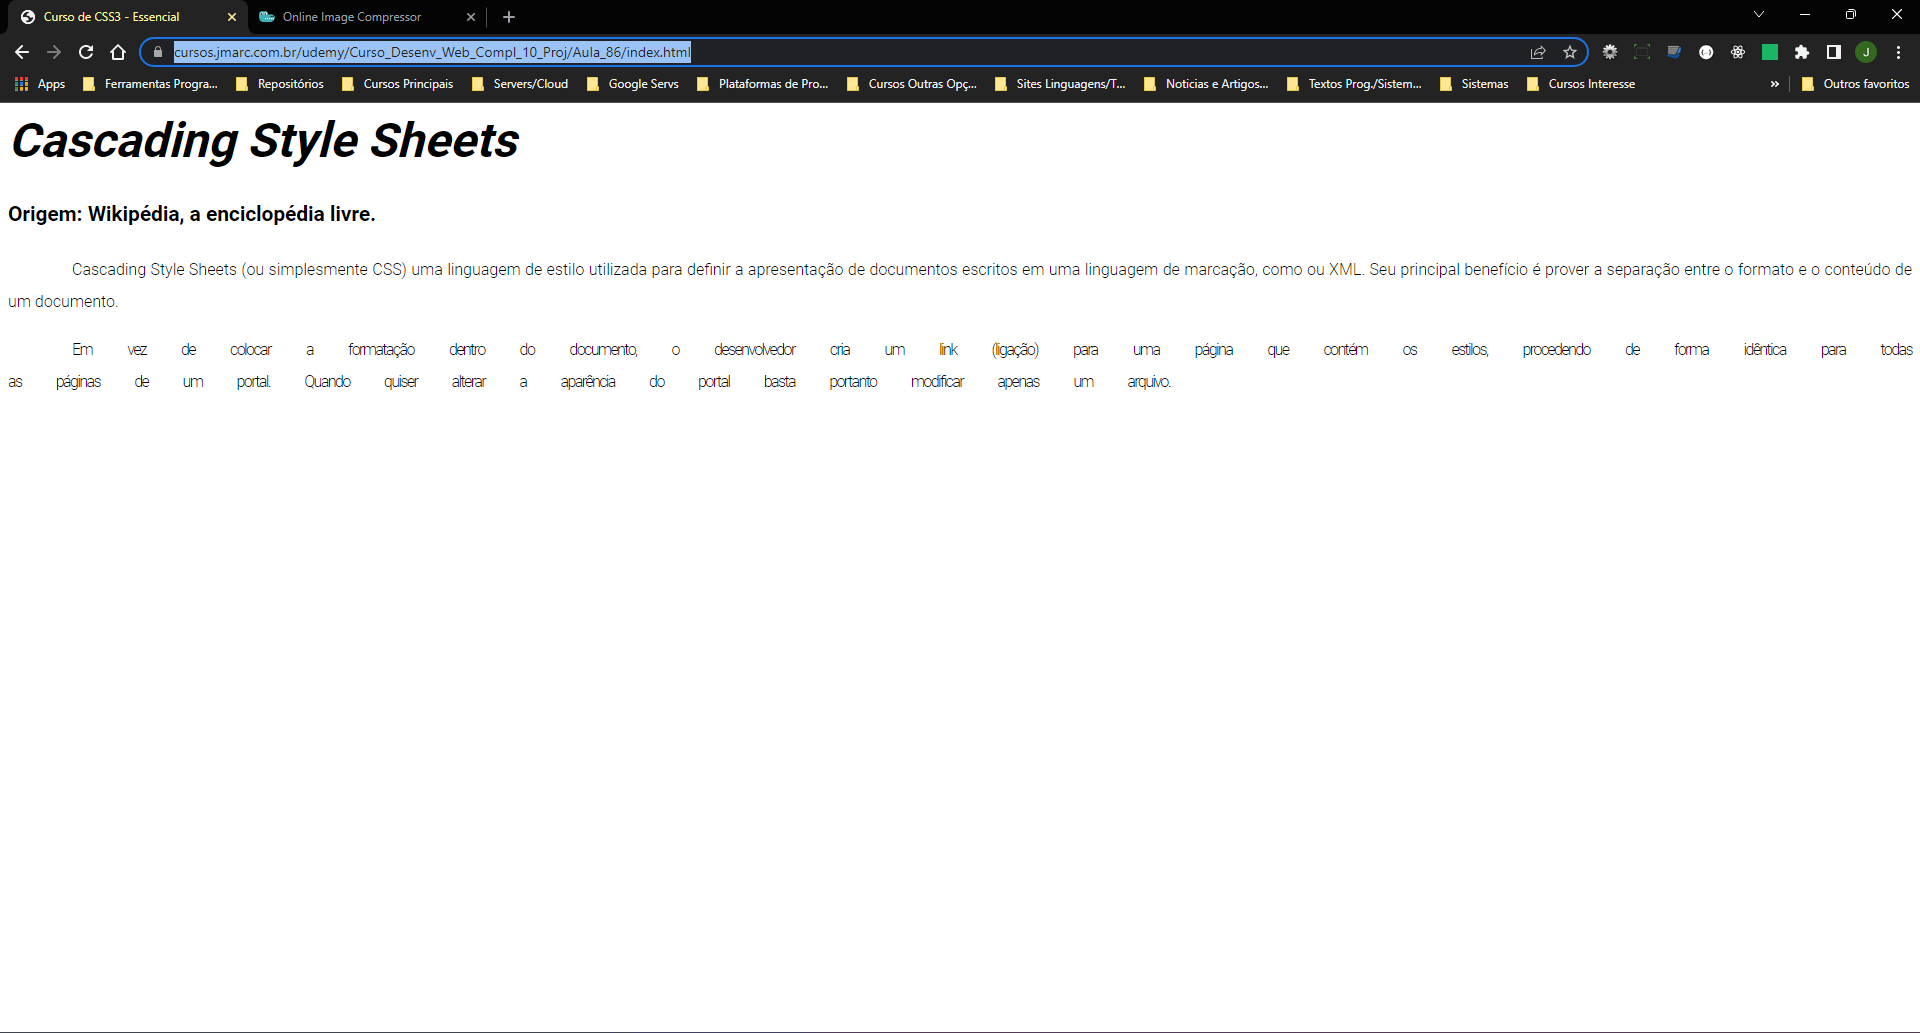 Curso de CSS3 - Essencial
Online Image Compressor
cursos.jmarc.com.br/udemy/Curso_Desenv_Web_Compl_10_Proj/Aula_86/index.html
J
Apps
Ferramentas Progra...
Repositórios
Cursos Principais
Servers/Cloud
Google Servs
Plataformas de Pro...
Cursos Outras Opç...
Sites Linguagens/T...
Noticias e Artigos...
Textos Prog./Sistem...
Sistemas
Cursos Interesse
»
Outros favoritos
Cascading Style Sheets
Origem: Wikipédia, a enciclopédia livre.
Cascading Style Sheets (ou simplesmente CSS) uma linguagem de estilo utilizada para definir a apresentação de documentos escritos em uma linguagem de marcação, como ou XML. Seu principal benefício é prover a separação entre o formato e o conteúdo de
um documento.
Em vez de colocar a formatação dentro do documento, o desenvolvedor cria um link (ligação) para uma página que contém os estilos, procedendo de forma idêntica para todas
as páginas de um portal. Quando quiser alterar a aparência do portal basta portanto modificar apenas um arquivo.